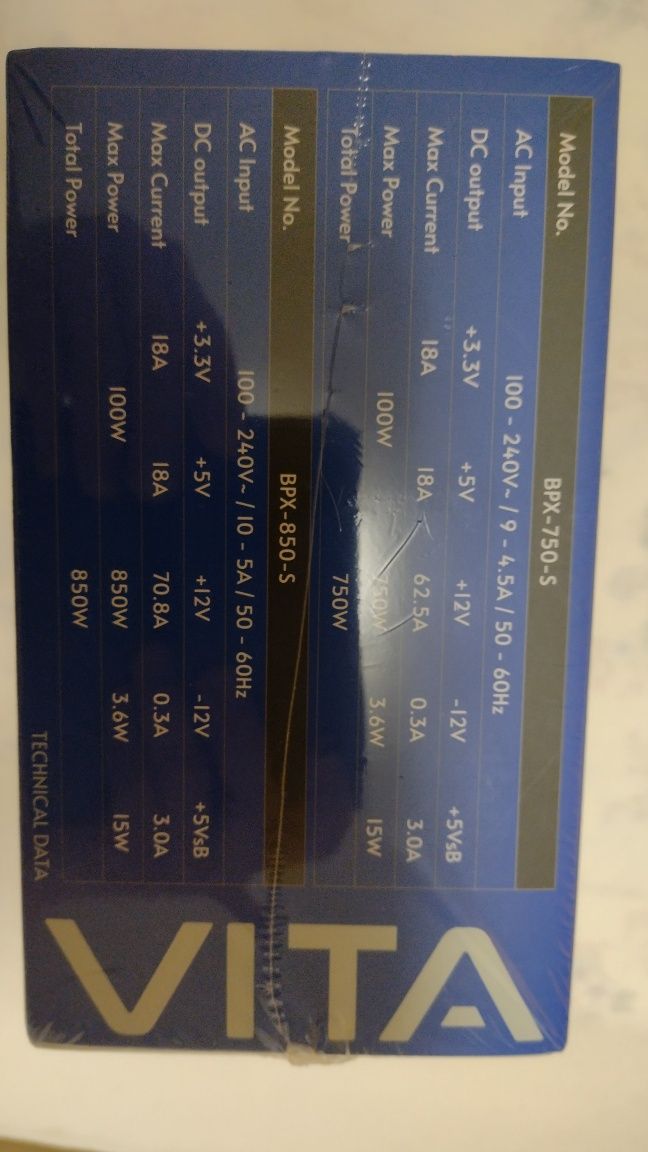 Model No. BPX-750-S
AC Input 100 - 240V~ / 9 - 4.5A / 50 - 60Hz
DC output +3.3V +5V +12V -12V +5VsB
Max Current 18A 18A 62.5A 0.3A 3.0A
Max Power 100W 750W 3.6W 15W
Total Power 750W
Model No. BPX-850-S
AC Input 100 - 240V~ / 10 - 5A / 50 - 60Hz
DC output +3.3V +5V +12V -12V +5VsB
Max Current 18A 18A 70.8A 0.3A 3.0A
Max Power 100W 850W 3.6W 15W
Total Power 850W
TECHNICAL DATA
VITA